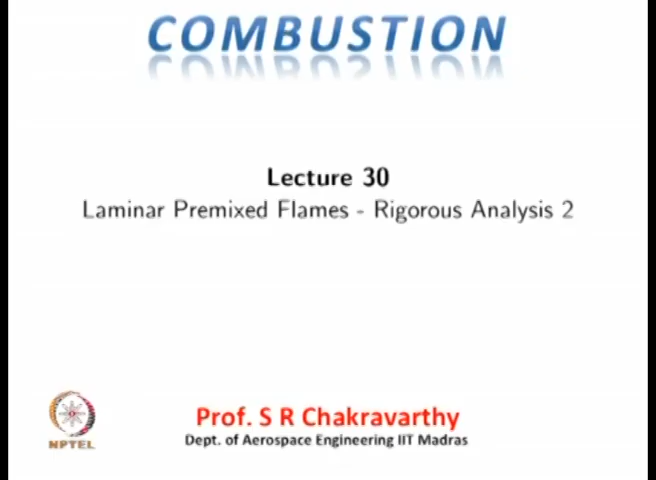 COMBUSTION
Lecture 30
Laminar Premixed Flames - Rigorous Analysis 2
Prof. S R Chakravarthy
NPTEL
Dept. of Aerospace Engineering IIT Madras